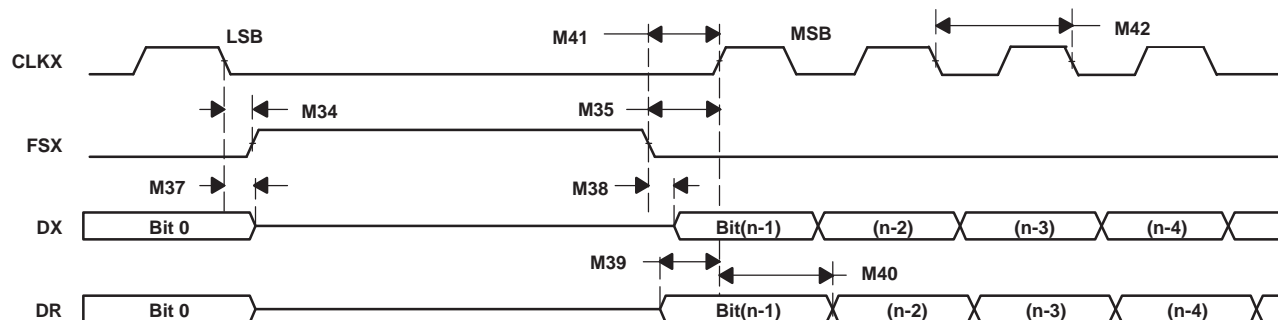 LSB M41 MSB M42
CLKX
M34 M35
FSX
M37 M38
DX Bit 0 Bit(n-1) (n-2) (n-3) (n-4)
M39 M40
DR Bit 0 Bit(n-1) (n-2) (n-3) (n-4)